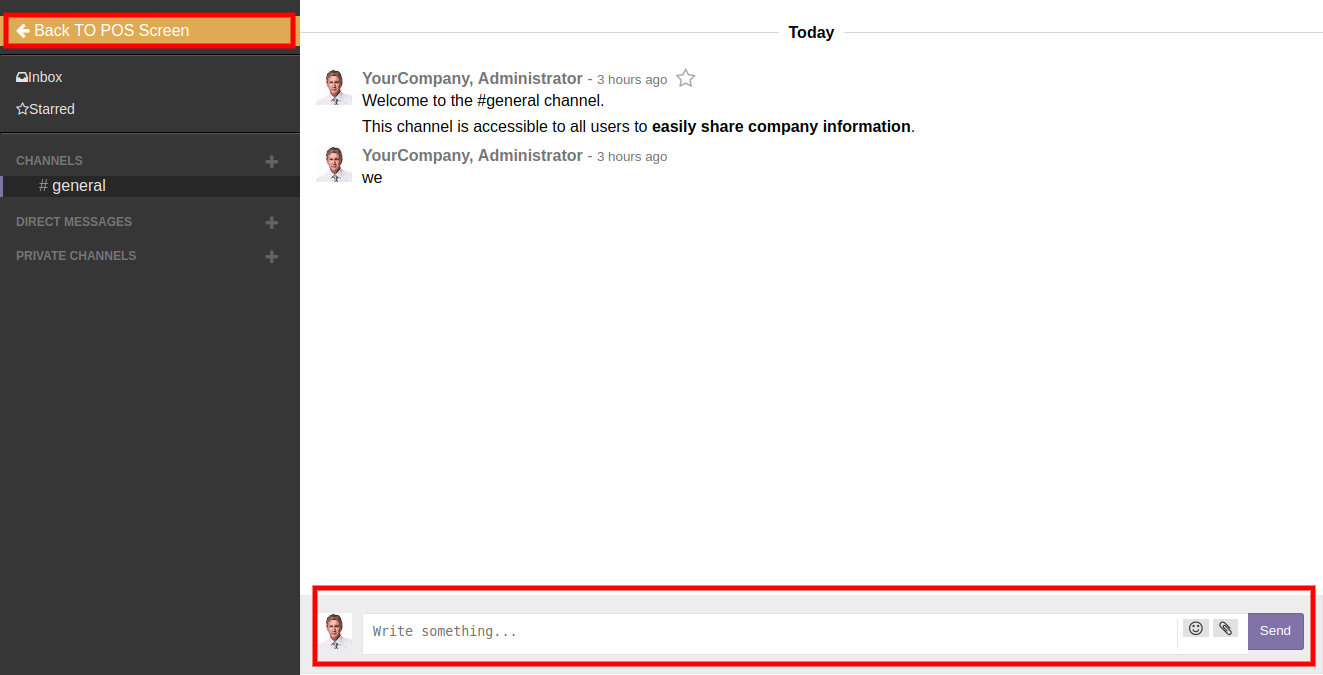 Back TO POS Screen
Inbox
Starred
CHANNELS
# general
DIRECT MESSAGES
PRIVATE CHANNELS
Today
YourCompany, Administrator - 3 hours ago
Welcome to the #general channel.
This channel is accessible to all users to easily share company information.
YourCompany, Administrator - 3 hours ago
we
Write something...
Send